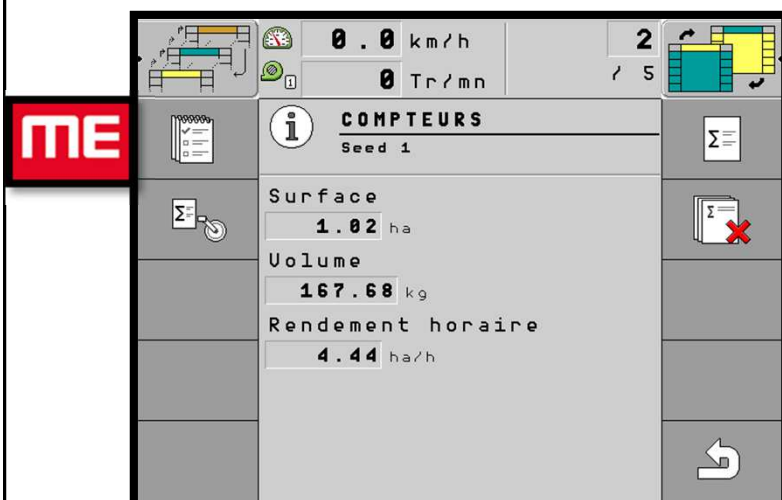 0.0 km/h
2
1
0 Tr/mn
/ 5
ME
i
COMPTEURS
Seed 1
Σ
Σ
Σ
Surface
1.02 ha
Volume
167.68 kg
Rendement horaire
4.44 ha/h